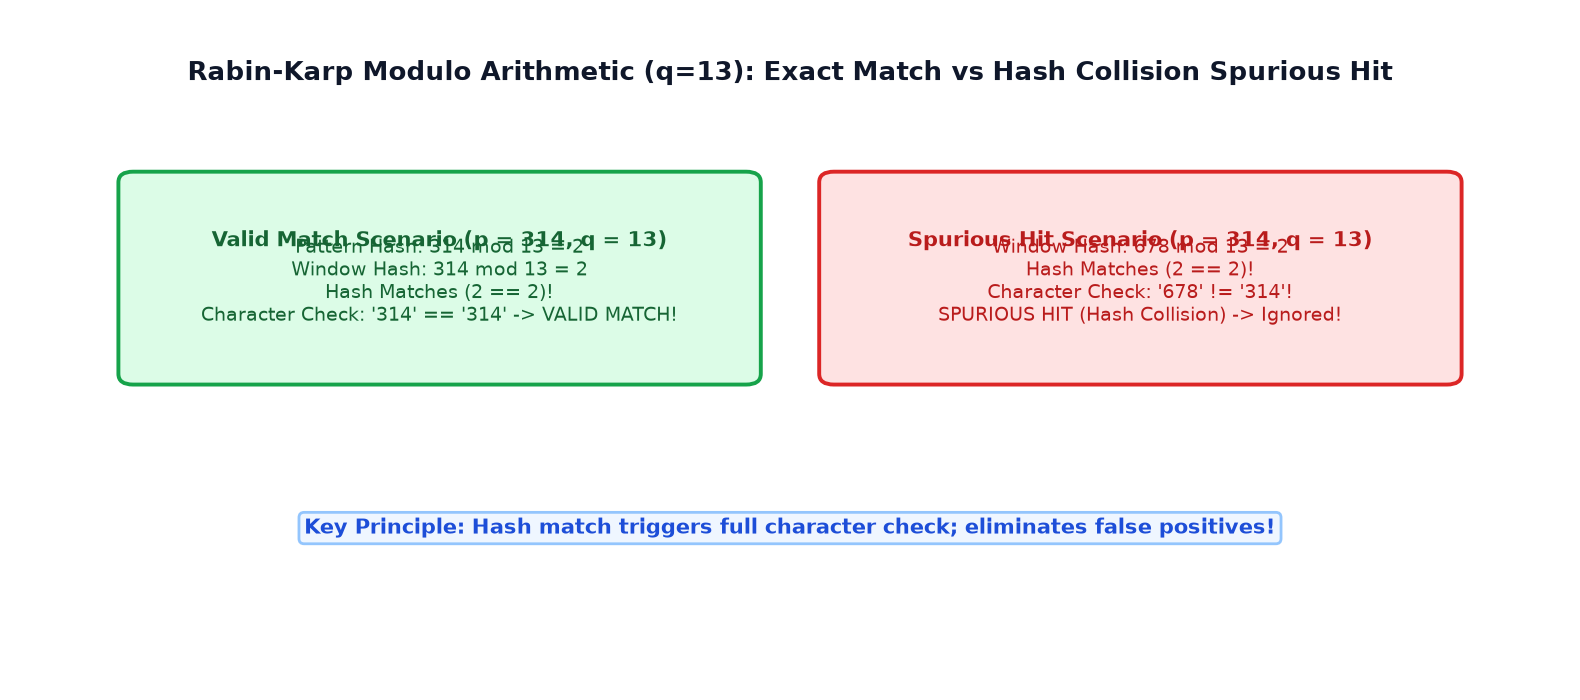 Rabin-Karp Modulo Arithmetic (q=13): Exact Match vs Hash Collision Spurious Hit
Valid Match Scenario (p = 314, q = 13)
Pattern Hash: 314 mod 13 = 2
Window Hash: 314 mod 13 = 2
Hash Matches (2 == 2)!
Character Check: '314' == '314' -> VALID MATCH!
Spurious Hit Scenario (p = 314, q = 13)
Window Hash: 678 mod 13 = 2
Hash Matches (2 == 2)!
Character Check: '678' != '314'!
SPURIOUS HIT (Hash Collision) -> Ignored!
Key Principle: Hash match triggers full character check; eliminates false positives!